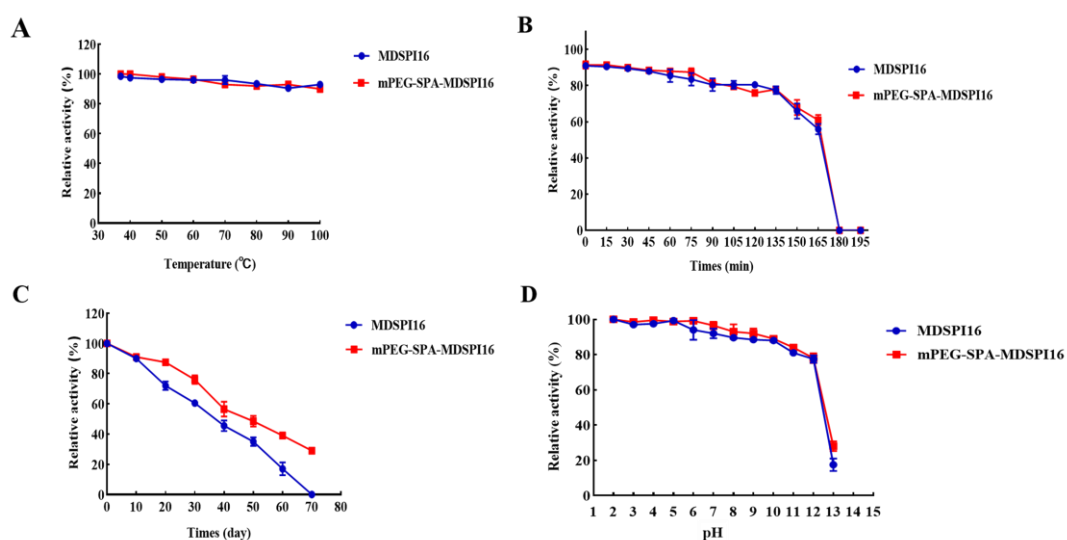 A
120
100
80
60
40
20
0
Relative activity (%)
30 40 50 60 70 80 90 100
Temperature (℃)
MDSPI16
mPEG-SPA-MDSPI16
B
100
80
60
40
20
0
Relative activity (%)
0 15 30 45 60 75 90 105 120 135 150 165 180 195
Times (min)
MDSPI16
mPEG-SPA-MDSPI16
C
120
100
80
60
40
20
0
Relative activity (%)
0 10 20 30 40 50 60 70 80
Times (day)
MDSPI16
mPEG-SPA-MDSPI16
D
100
80
60
40
20
0
Relative activity (%)
1 2 3 4 5 6 7 8 9 10 11 12 13 14 15
pH
MDSPI16
mPEG-SPA-MDSPI16